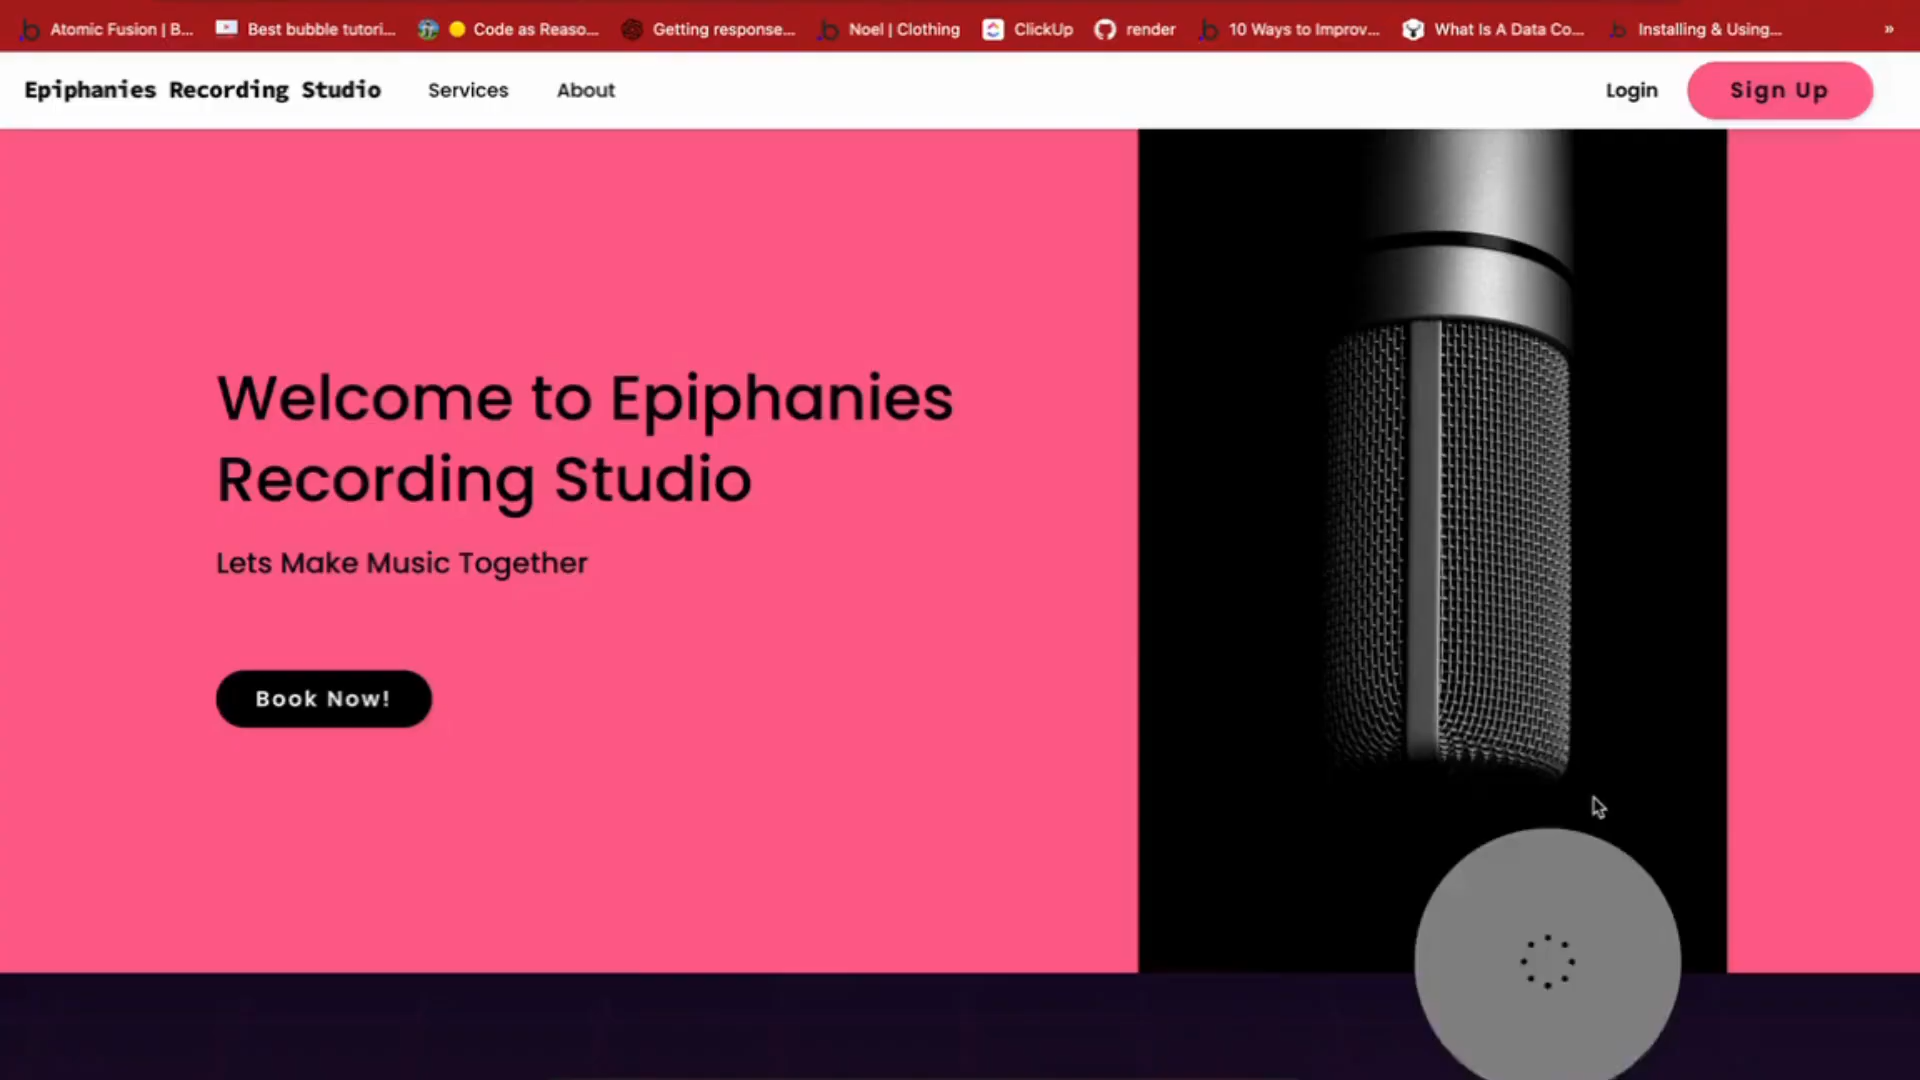 Atomic Fusion | B...
Best bubble tutori...
Code as Reaso...
Getting response...
Noel | Clothing
ClickUp
render
10 Ways to Improv...
What Is A Data Co...
Installing & Using...
»
Epiphanies Recording Studio
Services
About
Login
Sign Up
Welcome to Epiphanies
Recording Studio
Lets Make Music Together
Book Now!